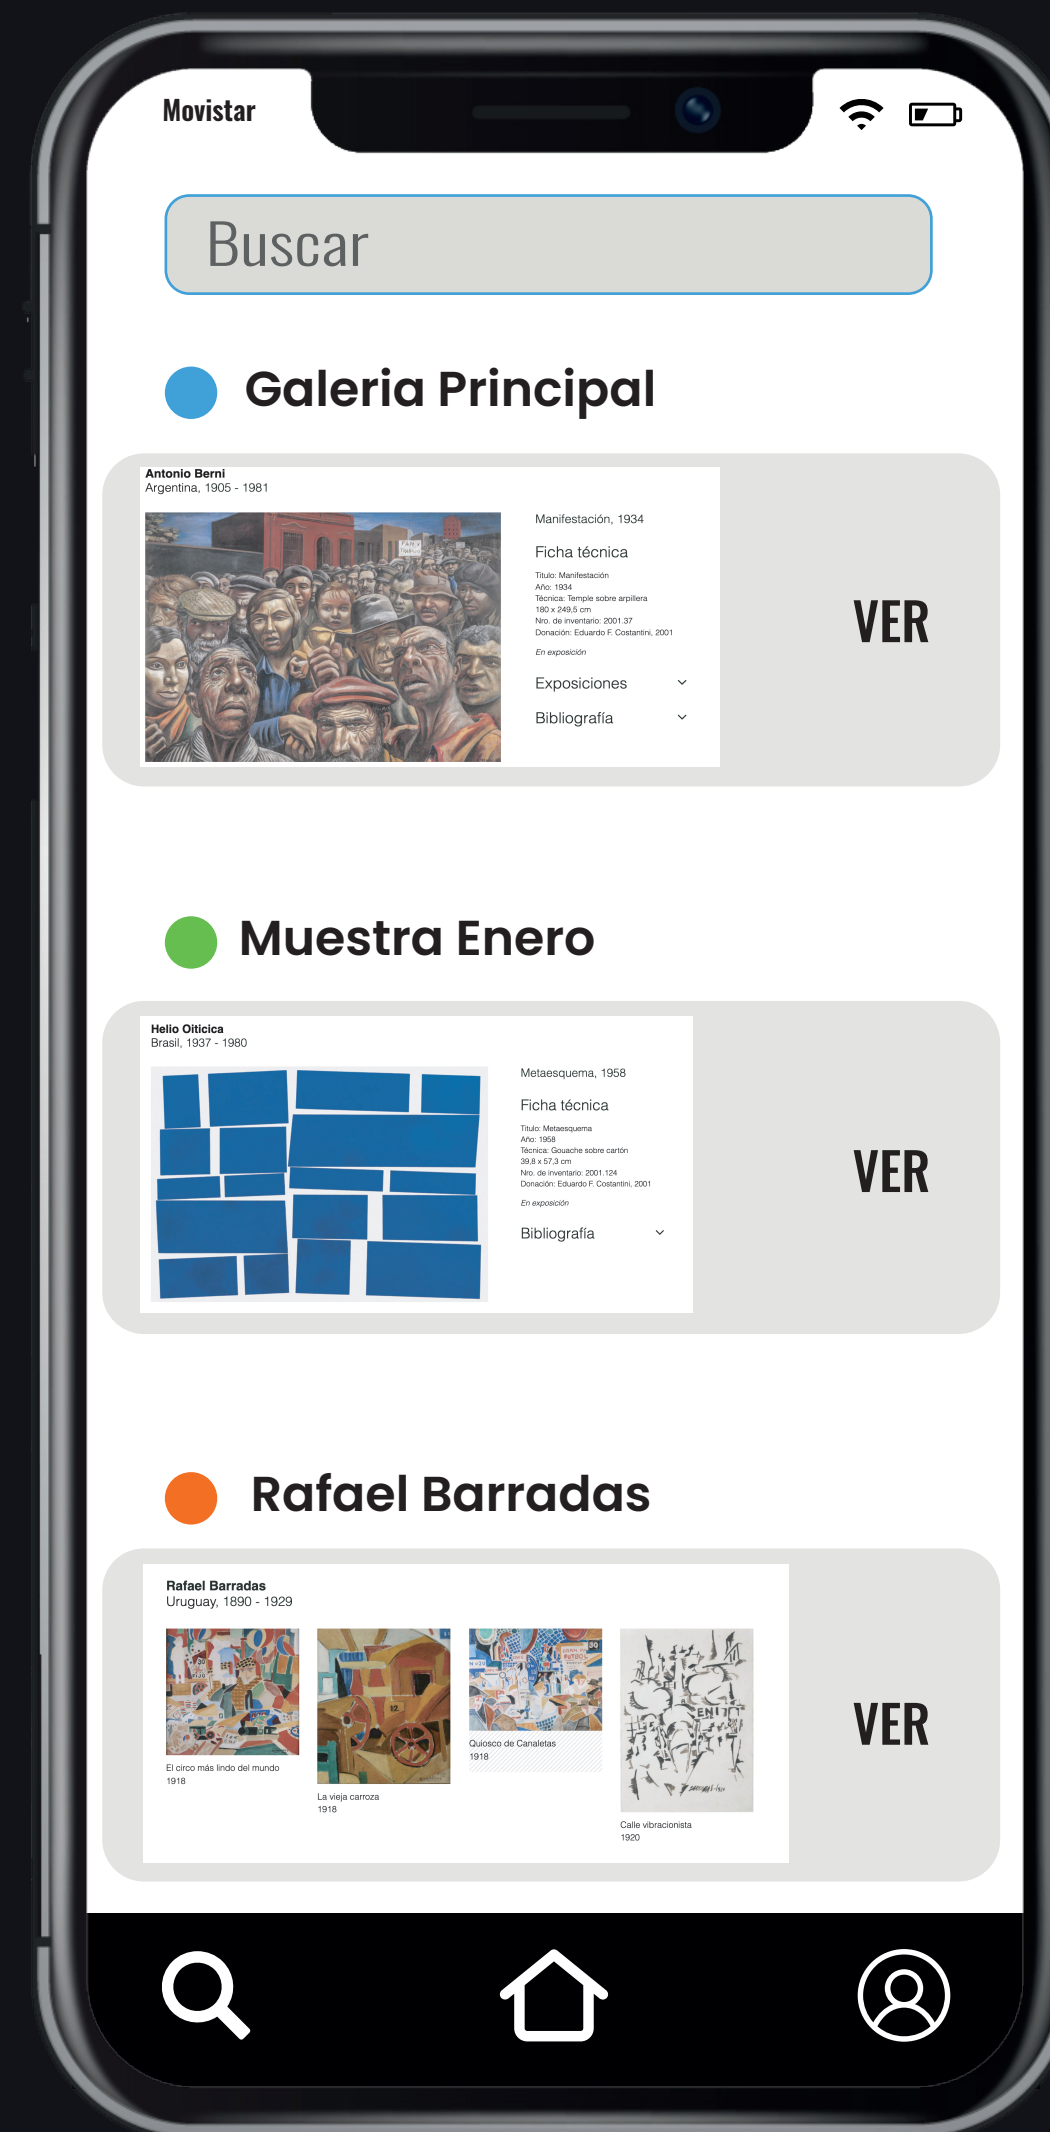 Movistar
Buscar
Galeria Principal
Antonio Berni
Argentina, 1905 - 1981
Manifestación, 1934
Ficha técnica
Titulo: Manifestación
Año: 1934
Técnica: Temple sobre arpillera
180 x 249,5 cm
Nro. de inventario: 2001.37
Donación: Eduardo F. Costantini, 2001
En exposición
Exposiciones
Bibliografía
VER
Muestra Enero
Helio Oiticica
Brasil, 1937 - 1980
Metaesquema, 1958
Ficha técnica
Titulo: Metaesquema
Año: 1958
Técnica: Gouache sobre cartón
39,8 x 57,3 cm
Nro. de inventario: 2001.124
Donación: Eduardo F. Costantini, 2001
En exposición
Bibliografía
VER
Rafael Barradas
Rafael Barradas
Uruguay, 1890 - 1929
El circo más lindo del mundo
1918
La vieja carroza
1918
Quiosco de Canaletas
1918
Calle vibracionista
1920
VER